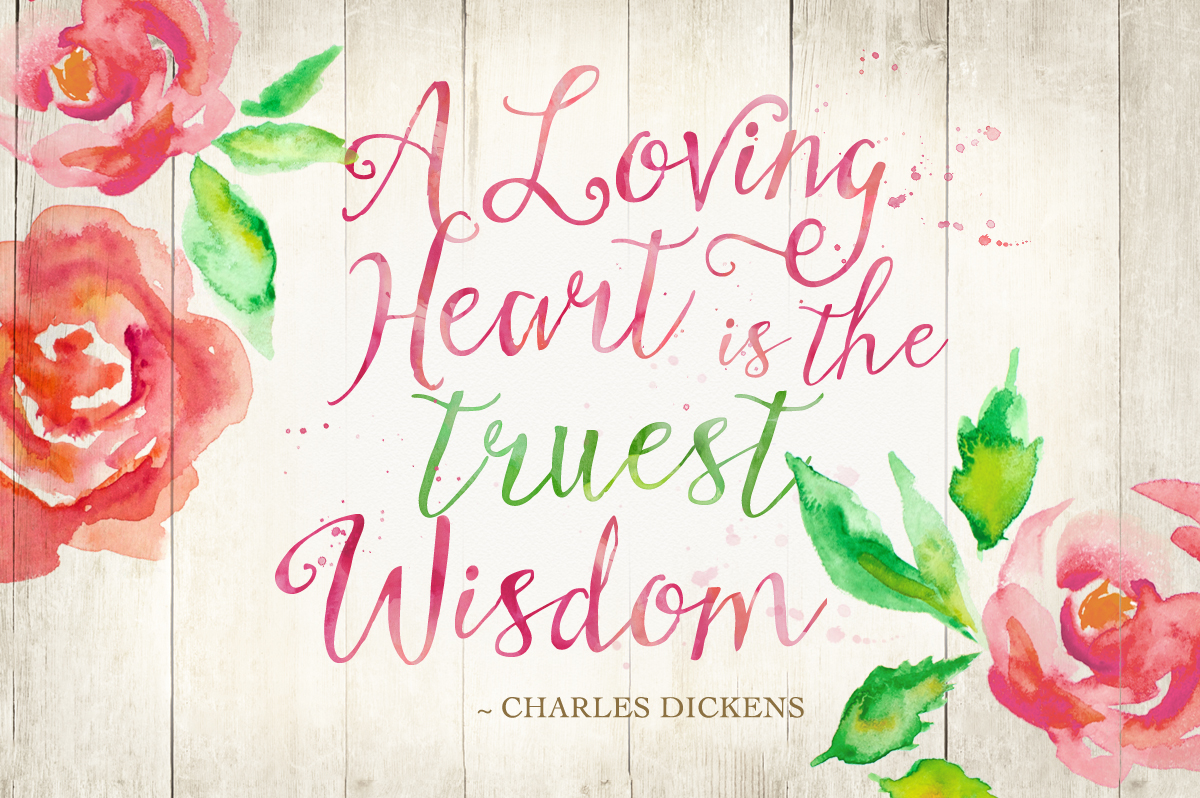 A Loving
Heart is the
truest
Wisdom
~ CHARLES DICKENS